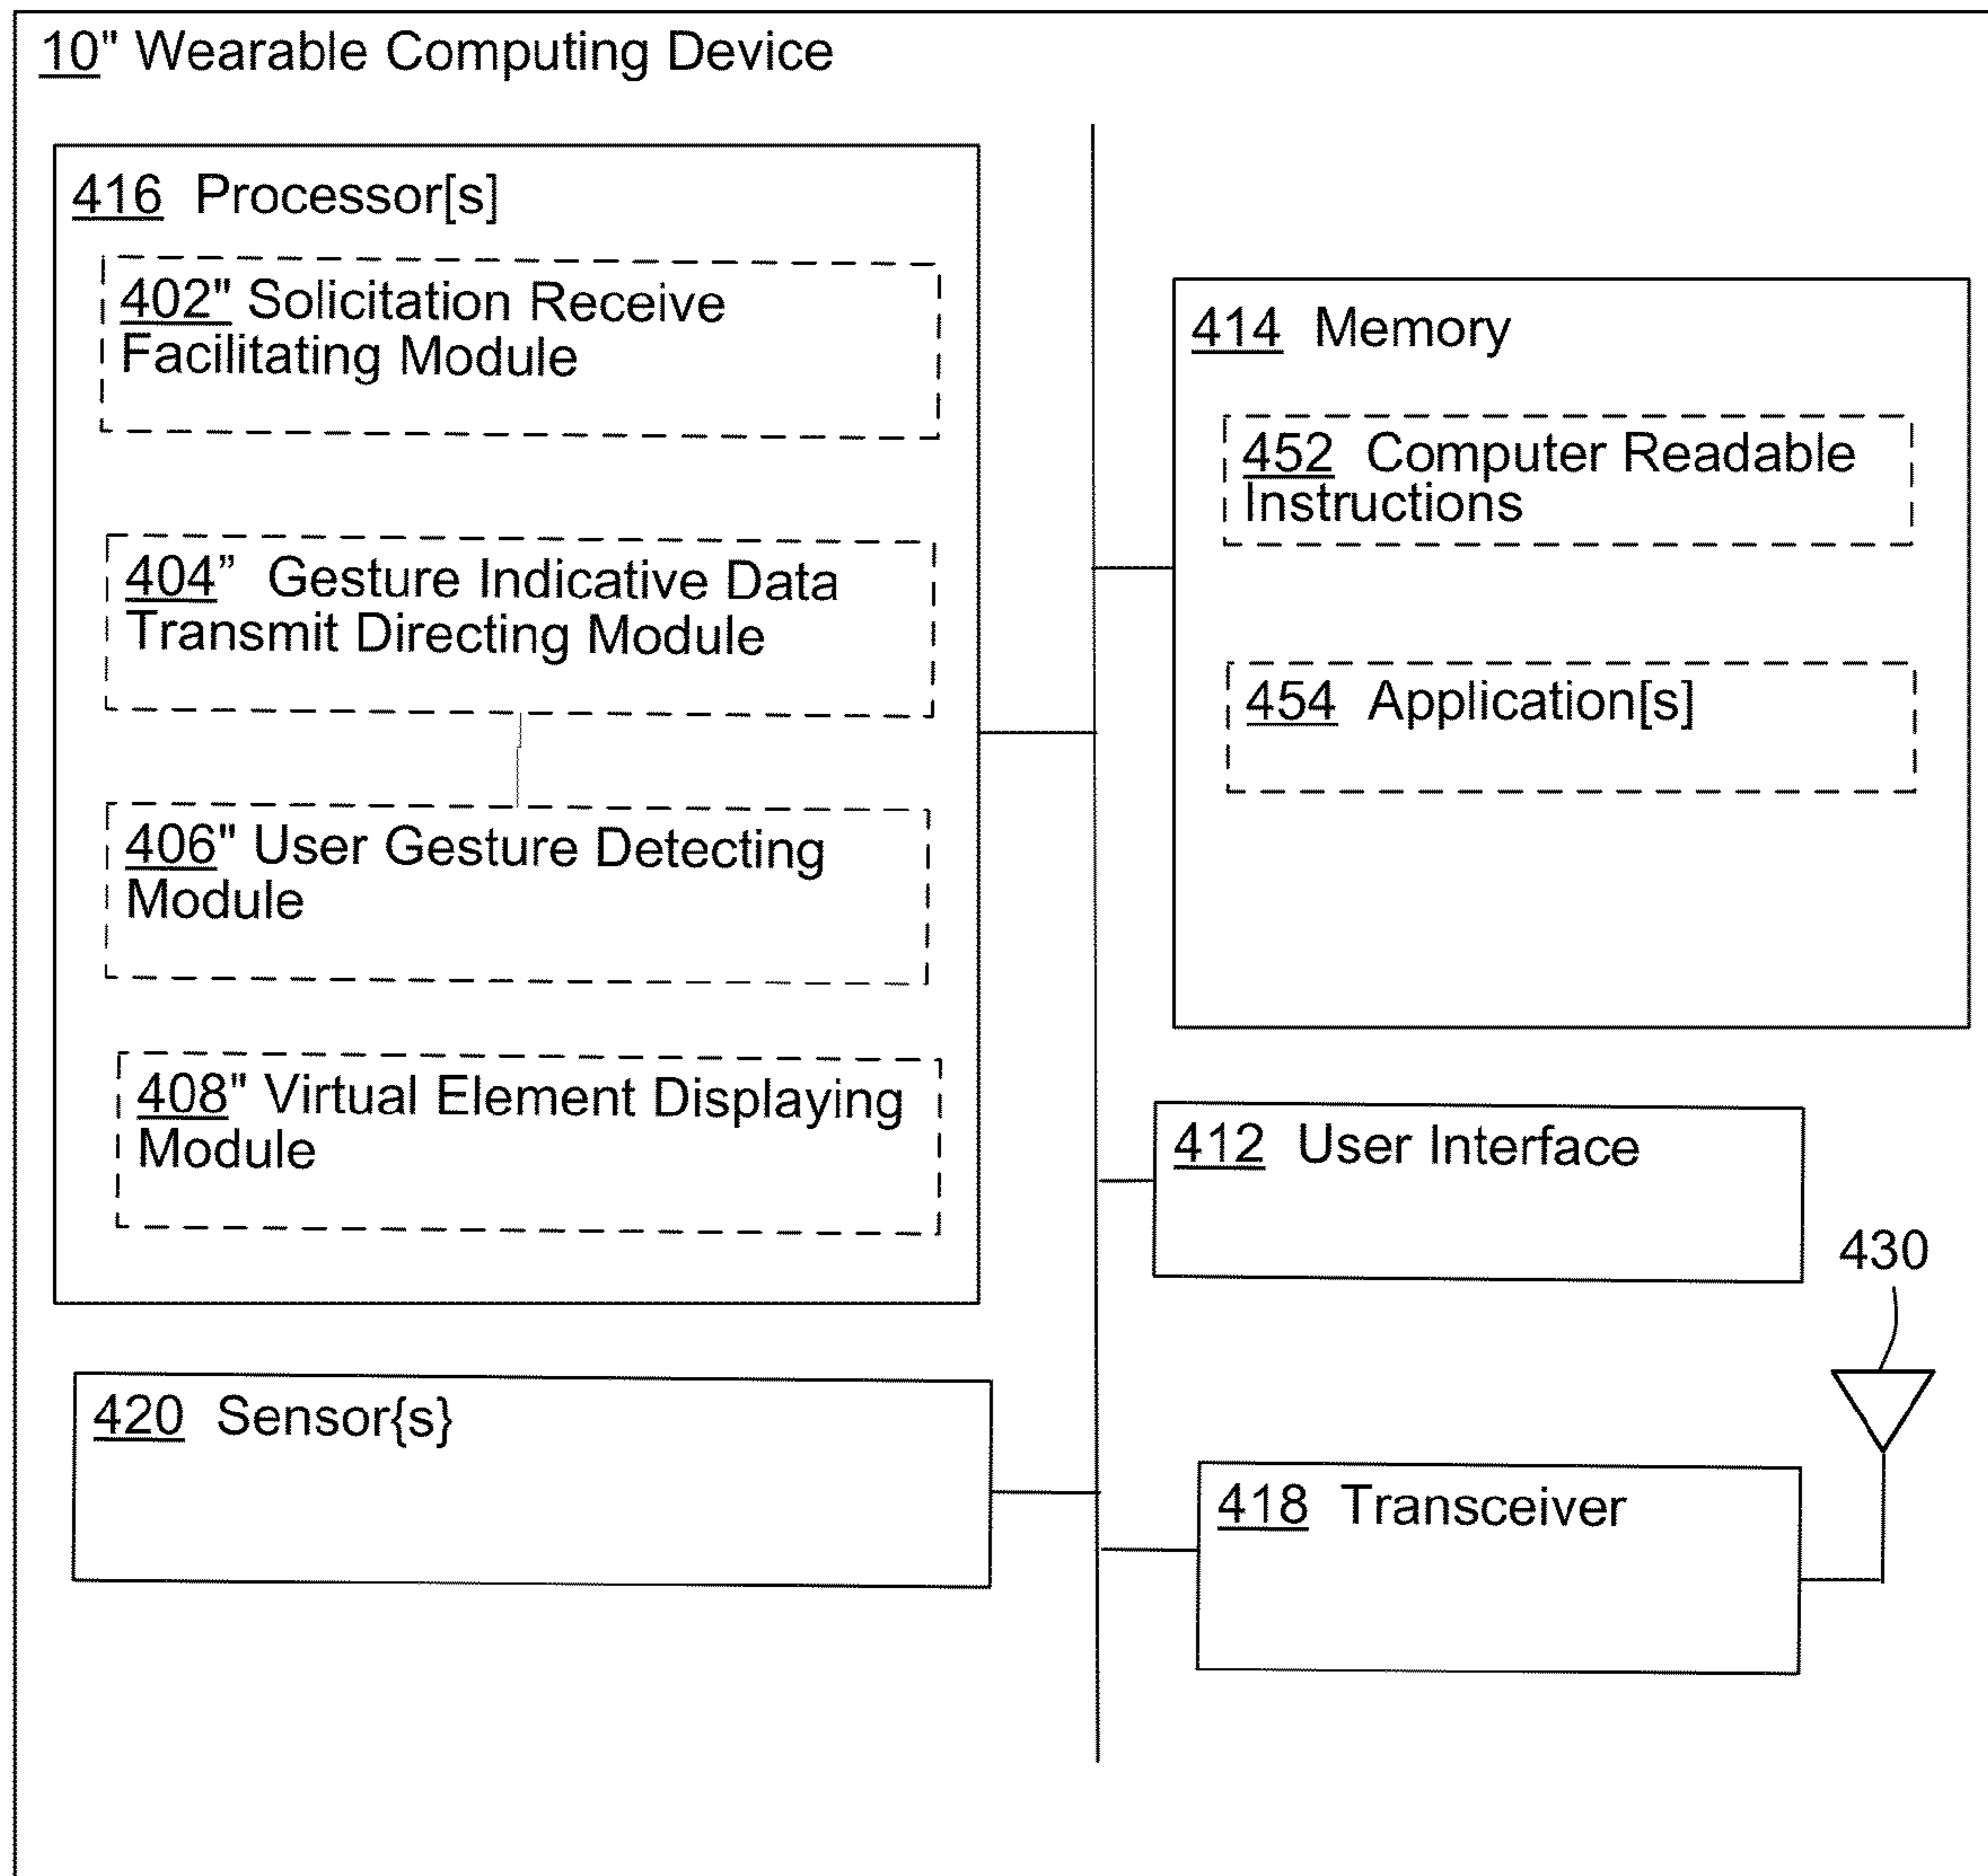 10" Wearable Computing Device
416 Processor[s]
402" Solicitation Receive
Facilitating Module
404” Gesture Indicative Data
Transmit Directing Module
406" User Gesture Detecting
Module
408" Virtual Element Displaying
Module
420 Sensor{s}
414 Memory
452 Computer Readable
Instructions
454 Application[s]
412 User Interface
430
418 Transceiver